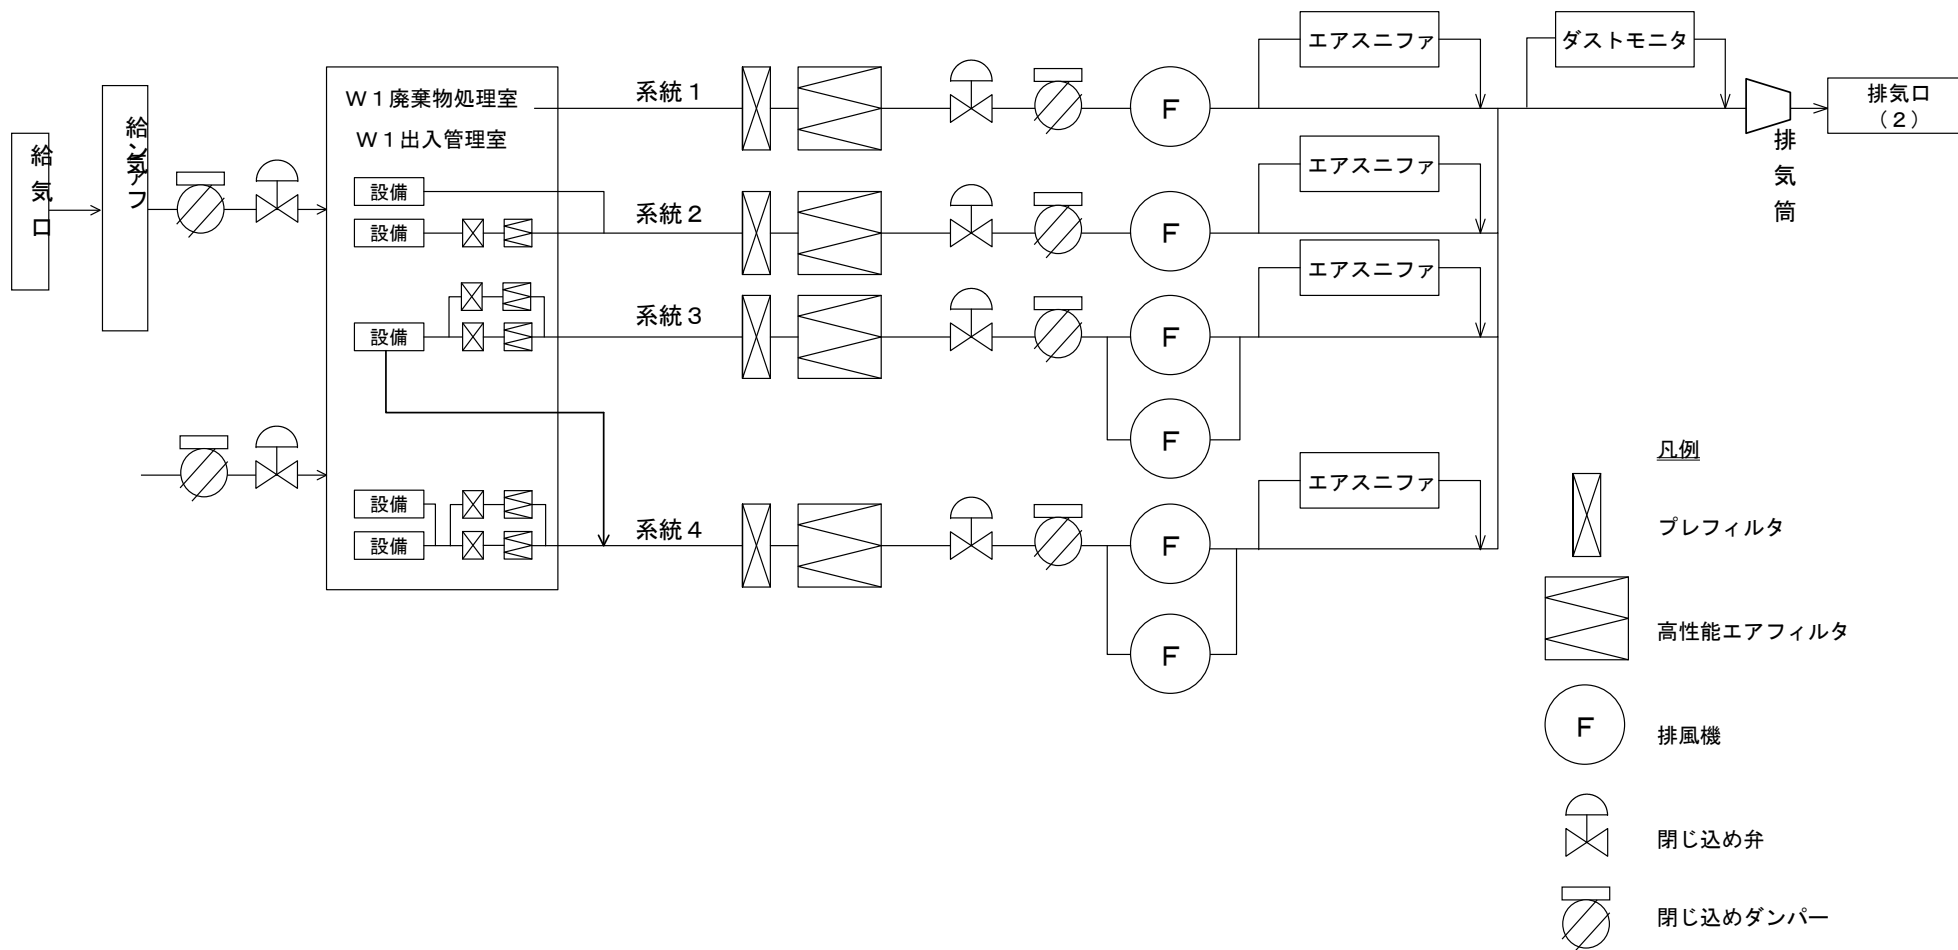 給気口
給気ファン
W1廃棄物処理室
W1出入管理室
設備
設備
設備
設備
設備
系統1
系統2
系統3
系統4
F
F
F
F
F
F
エアスニファ
エアスニファ
エアスニファ
エアスニファ
ダストモニタ
排気筒
排気口
(2)
凡例
プレフィルタ
高性能エアフィルタ
F
排風機
閉じ込め弁
閉じ込めダンパー